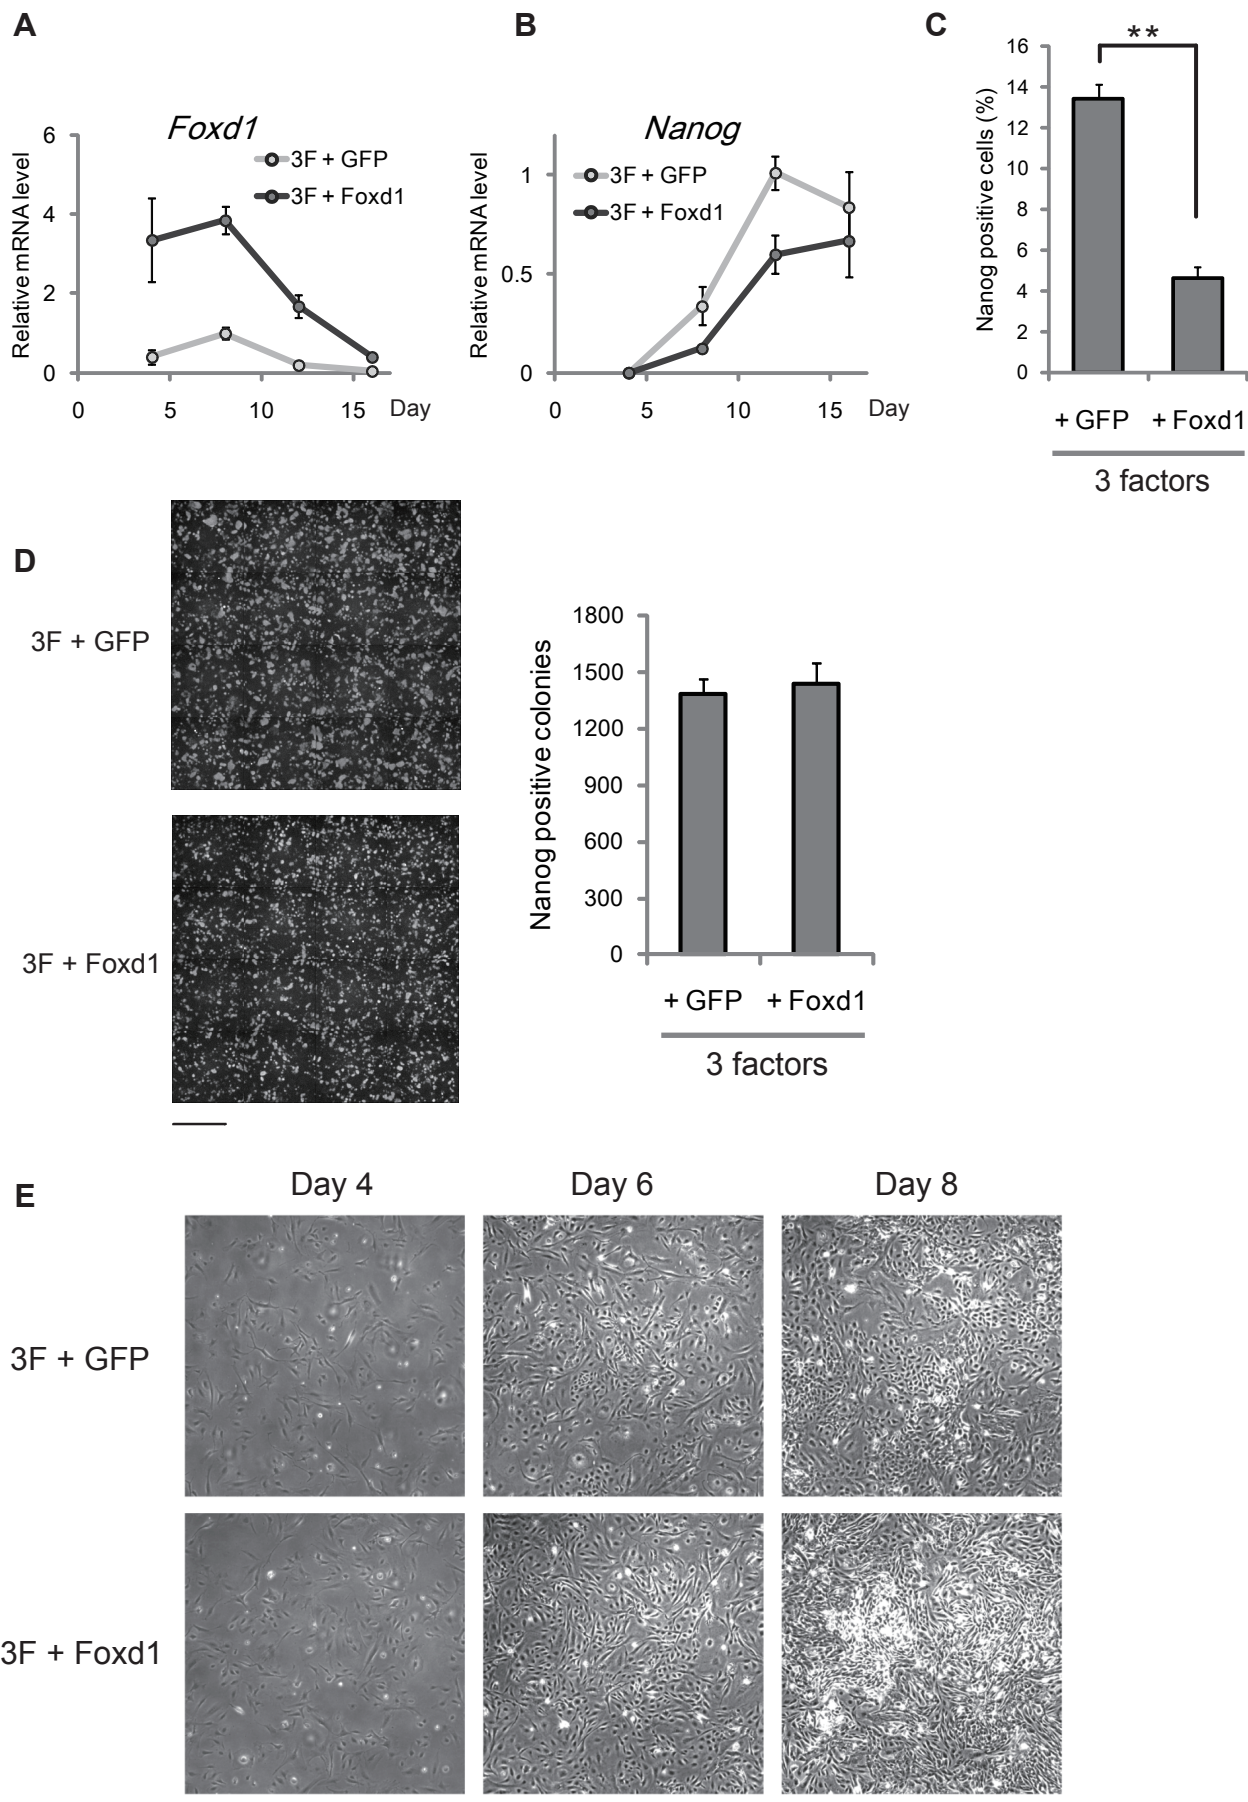 A
Foxd1
3F + GFP
3F + Foxd1
Relative mRNA level
6
4
2
0
0 5 10 15 Day
B
Nanog
3F + GFP
3F + Foxd1
Relative mRNA level
1
0.5
0
0 5 10 15 Day
C
**
Nanog positive cells (%)
16
14
12
10
8
6
4
2
0
+ GFP + Foxd1
3 factors
D
3F + GFP
3F + Foxd1
Nanog positive colonies
1800
1500
1200
900
600
300
0
+ GFP + Foxd1
3 factors
E
Day 4 Day 6 Day 8
3F + GFP
3F + Foxd1